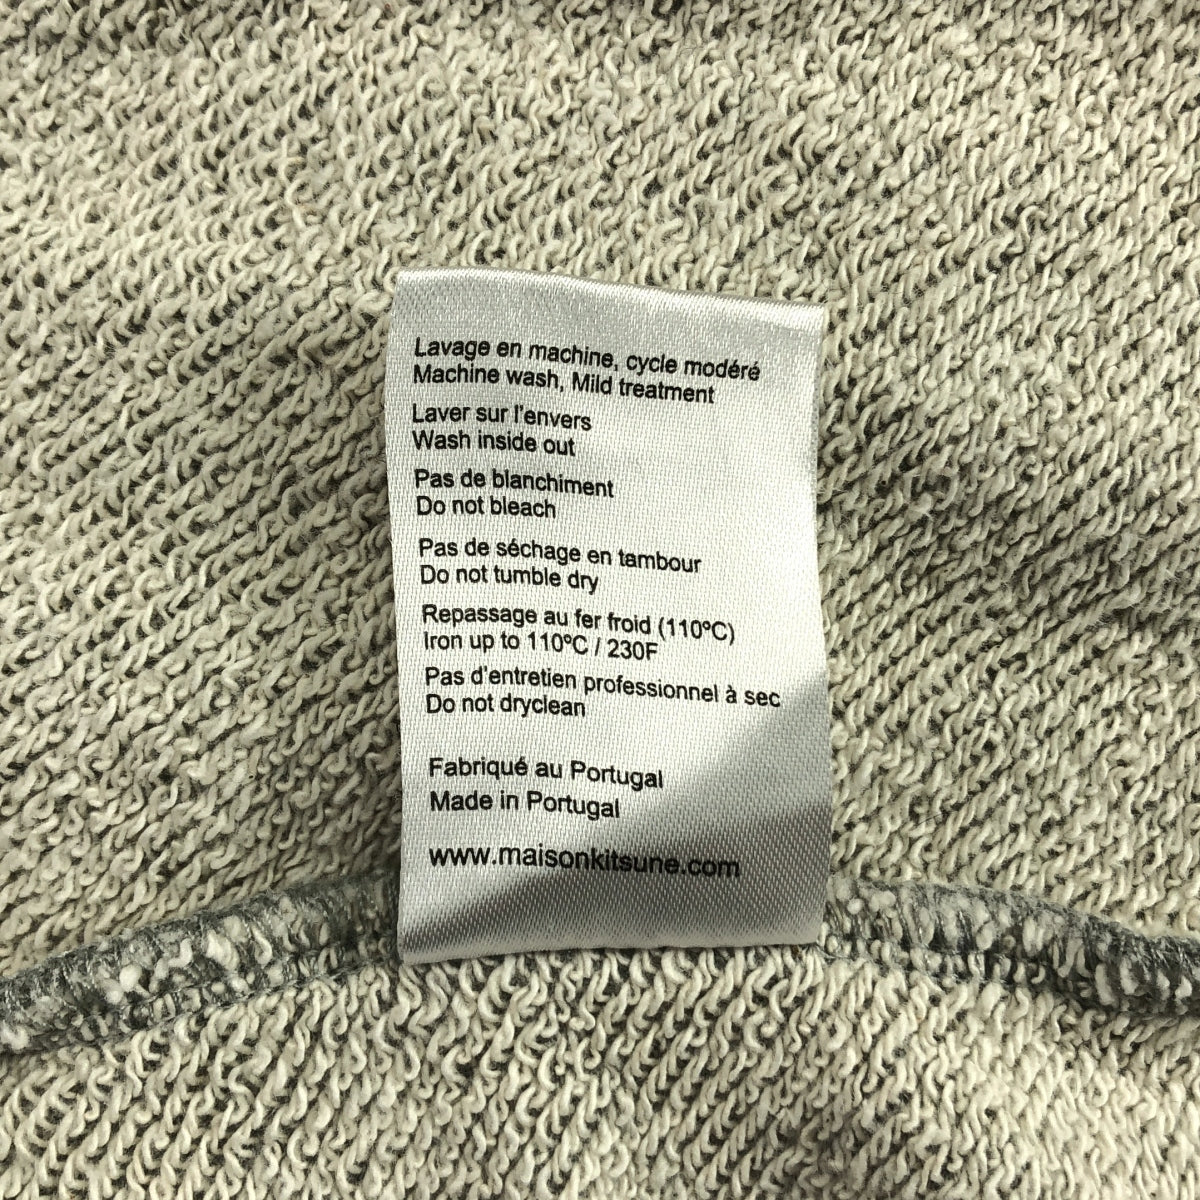 Lavage en machine, cycle modéré
Machine wash, Mild treatment
Laver sur l'envers
Wash inside out
Pas de blanchiment
Do not bleach
Pas de séchage en tambour
Do not tumble dry
Repassage au fer froid (110ºC)
Iron up to 110ºC / 230F
Pas d'entretien professionnel à sec
Do not dryclean
Fabriqué au Portugal
Made in Portugal
www.maisonkitsune.com